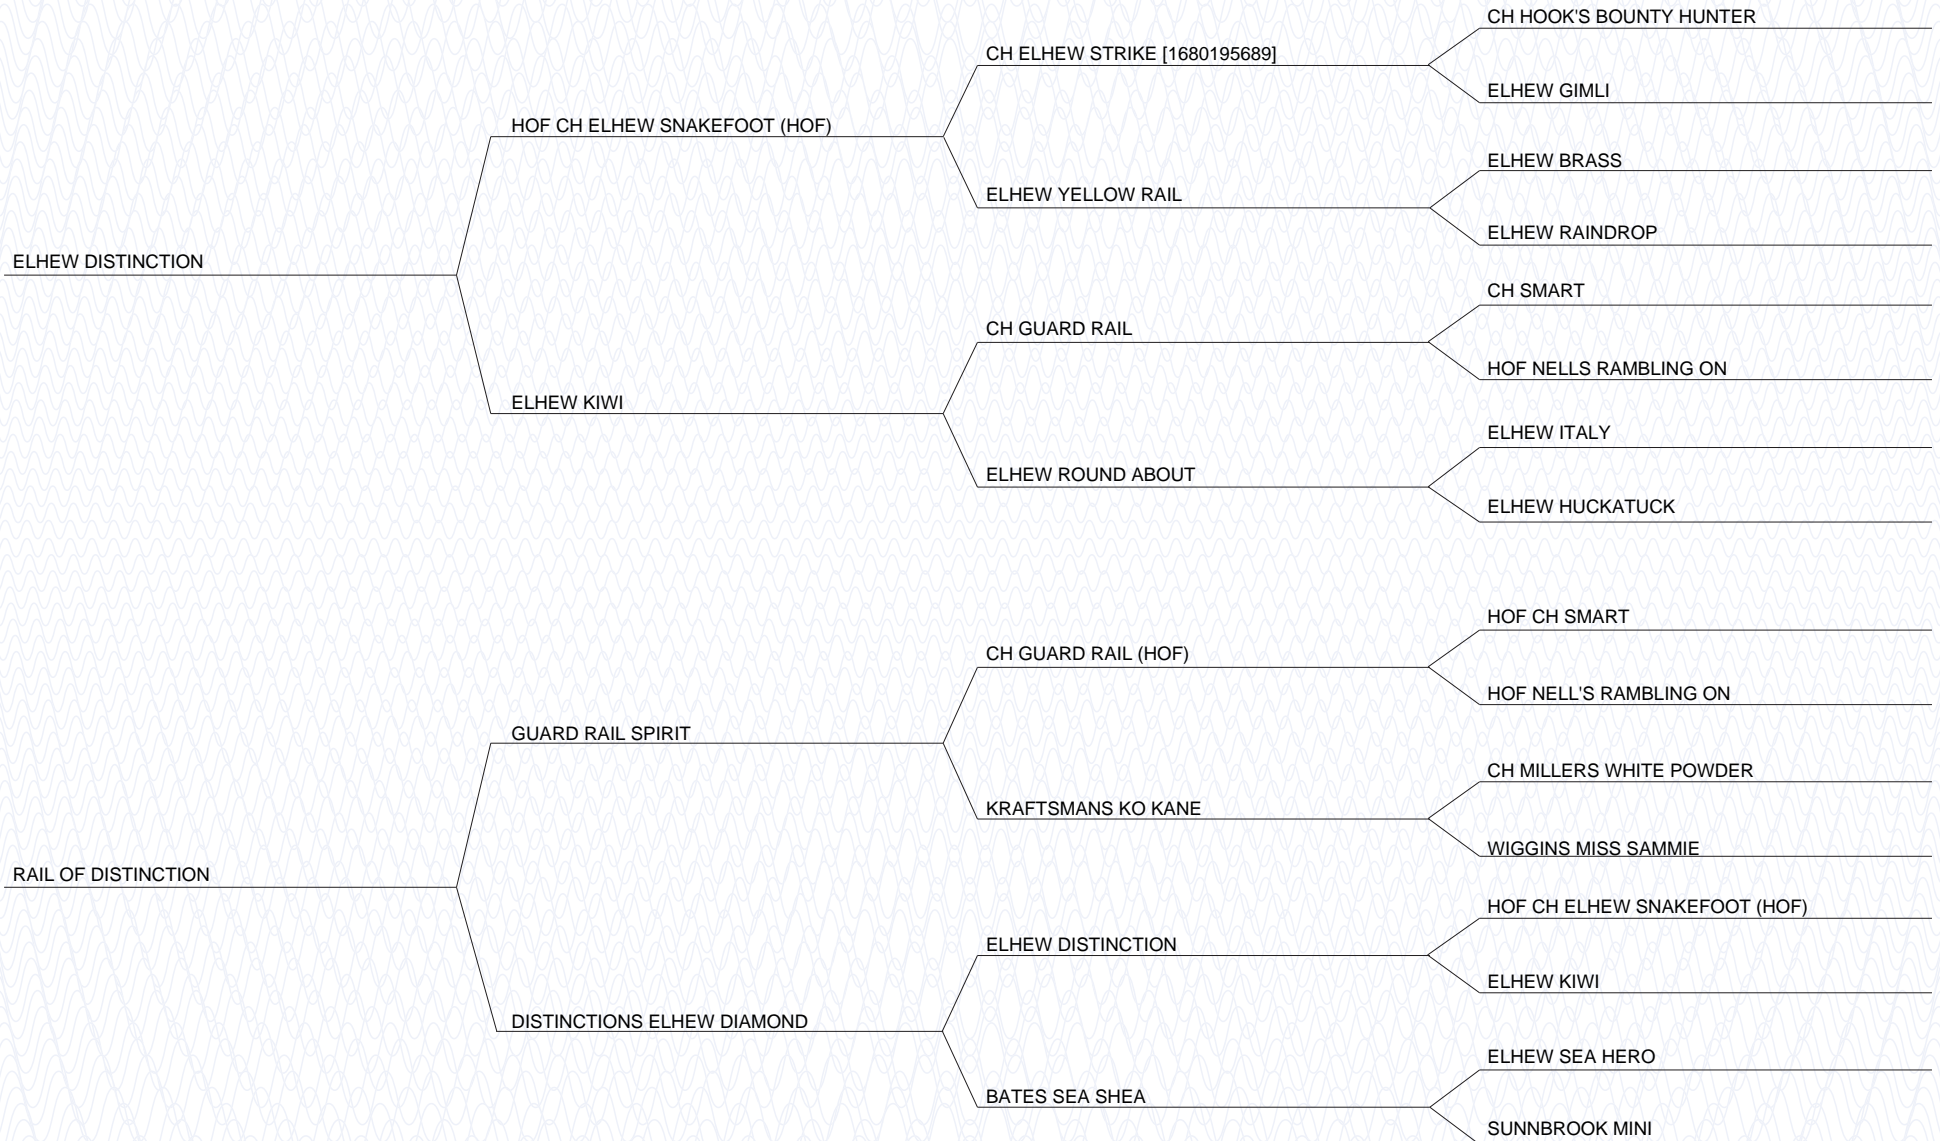 CH HOOK'S BOUNTY HUNTER
CH ELHEW STRIKE [1680195689]
ELHEW GIMLI
HOF CH ELHEW SNAKEFOOT (HOF)
ELHEW BRASS
ELHEW YELLOW RAIL
ELHEW RAINDROP
ELHEW DISTINCTION
CH SMART
CH GUARD RAIL
HOF NELLS RAMBLING ON
ELHEW KIWI
ELHEW ITALY
ELHEW ROUND ABOUT
ELHEW HUCKATUCK
HOF CH SMART
CH GUARD RAIL (HOF)
HOF NELL'S RAMBLING ON
GUARD RAIL SPIRIT
CH MILLERS WHITE POWDER
KRAFTSMANS KO KANE
WIGGINS MISS SAMMIE
RAIL OF DISTINCTION
HOF CH ELHEW SNAKEFOOT (HOF)
ELHEW DISTINCTION
ELHEW KIWI
DISTINCTIONS ELHEW DIAMOND
ELHEW SEA HERO
BATES SEA SHEA
SUNNBROOK MINI